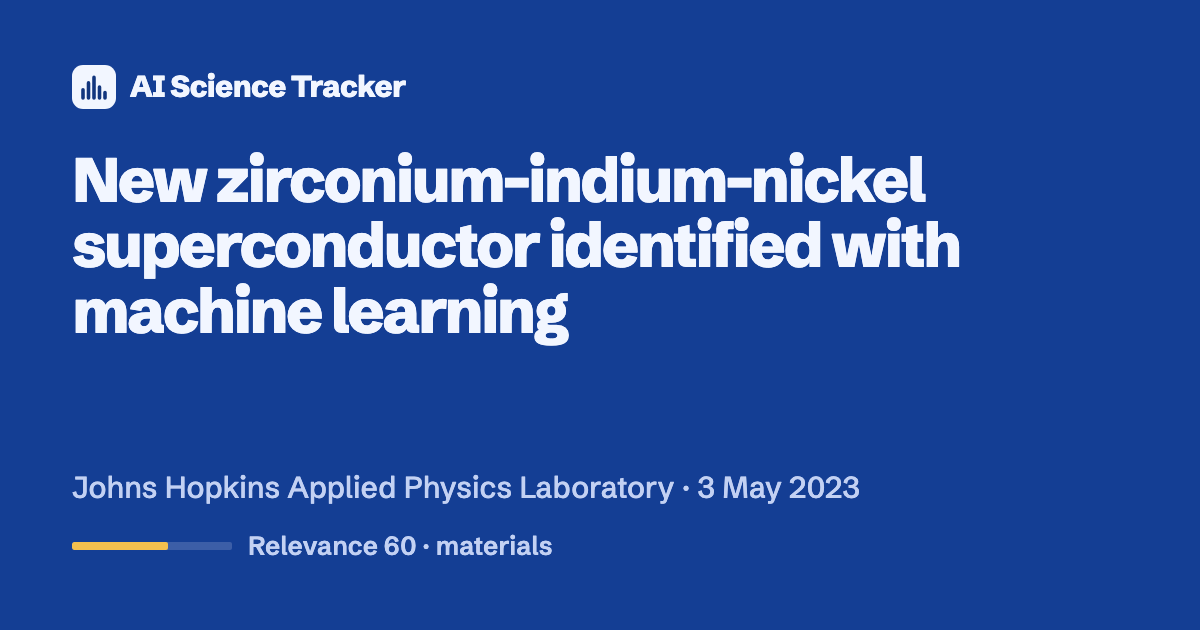 AI Science Tracker
New zirconium-indium-nickel
superconductor identified with
machine learning
Johns Hopkins Applied Physics Laboratory · 3 May 2023
Relevance 60 · materials